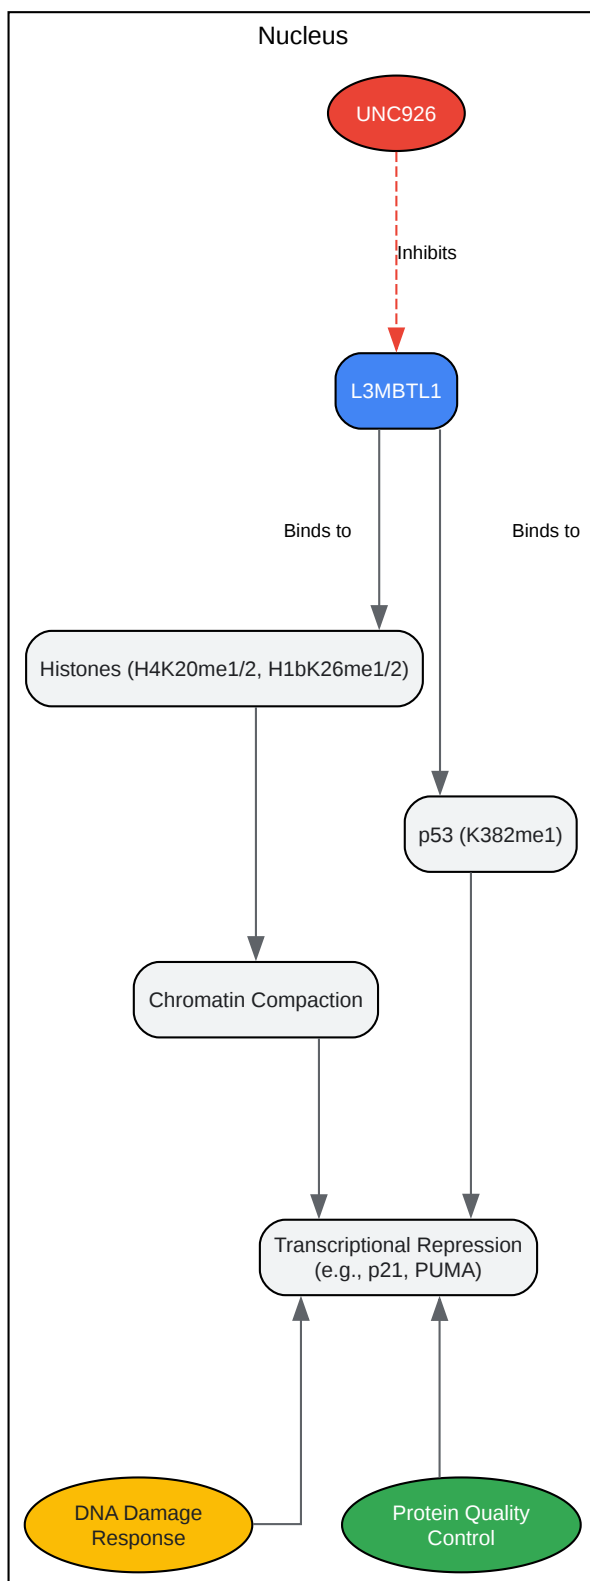 Nucleus
UNC926
Inhibits
L3MBTL1
Binds to
Binds to
Histones (H4K20me1/2, H1bK26me1/2)
p53 (K382me1)
Chromatin Compaction
Transcriptional Repression
(e.g., p21, PUMA)
DNA Damage
Response
Protein Quality
Control